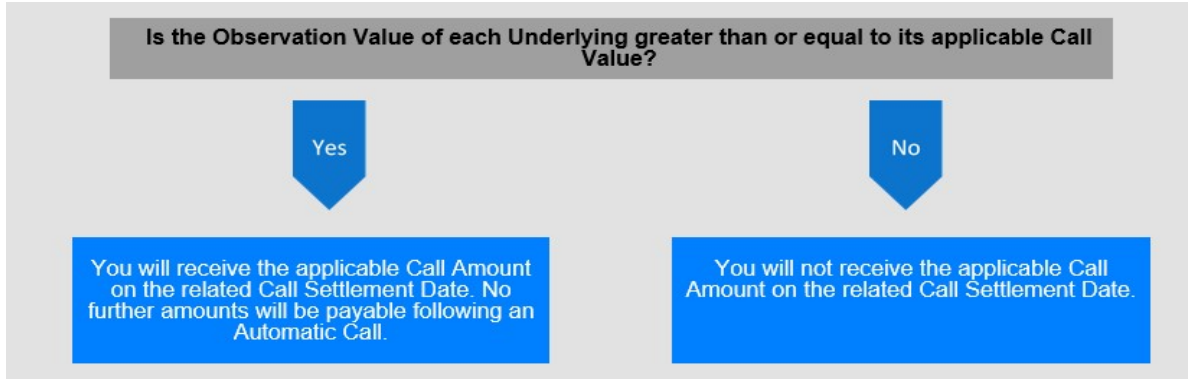 Is the Observation Value of each Underlying greater than or equal to its applicable Call
Value?
Yes
No
You will receive the applicable Call Amount
on the related Call Settlement Date. No
further amounts will be payable following an
Automatic Call.
You will not receive the applicable Call
Amount on the related Call Settlement Date.